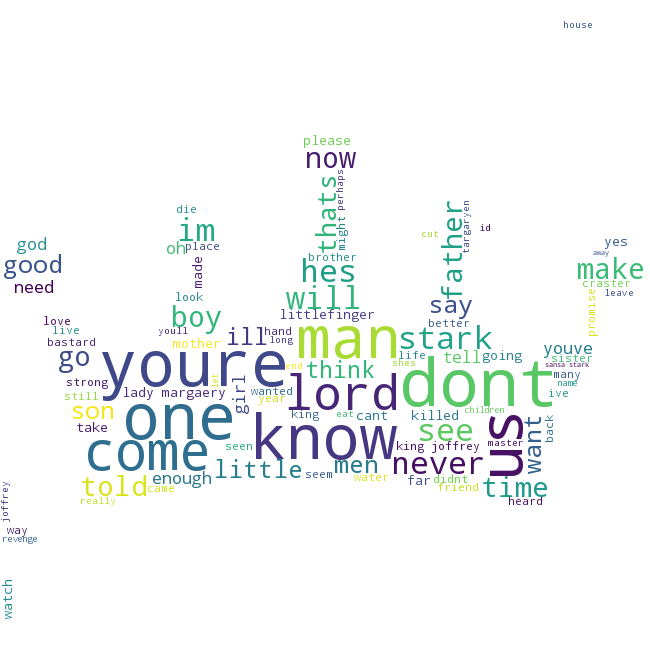 house
please
now
thats
perhaps
might
die
im
oh
place
made
god
good
need
father
targaryen
cut
id
yes
away
make
craster
leave
promise
brother
hes
will
littlefinger
look
boy
youll
mother
say
better
love
live
bastard
go
ill
hand
long
man
stark
youve
sister
sansa stark
many
name
ive
tell
going
life
shes
end
think
youre
let
strong
still
son
take
lady margaery
girl
wanted
year
lord
dont
one
king
eat
cant
killed
children
know
see
us
want
back
come
seen
little
seem
men
king joffrey
master
never
told
came
really
enough
water
far
didnt
friend
time
heard
joffrey
way
revenge
watch